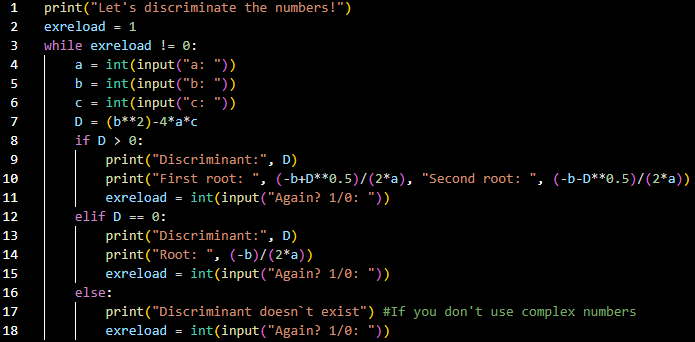 1 print("Let's discriminate the numbers!")
2 exreload = 1
3 while exreload != 0:
4     a = int(input("a: "))
5     b = int(input("b: "))
6     c = int(input("c: "))
7     D = (b**2)-4*a*c
8     if D > 0:
9         print("Discriminant:", D)
10         print("First root: ", (-b+D**0.5)/(2*a), "Second root: ", (-b-D**0.5)/(2*a))
11         exreload = int(input("Again? 1/0: "))
12     elif D == 0:
13         print("Discriminant:", D)
14         print("Root: ", (-b)/(2*a))
15         exreload = int(input("Again? 1/0: "))
16     else:
17         print("Discriminant doesn`t exist") #If you don't use complex numbers
18         exreload = int(input("Again? 1/0: "))